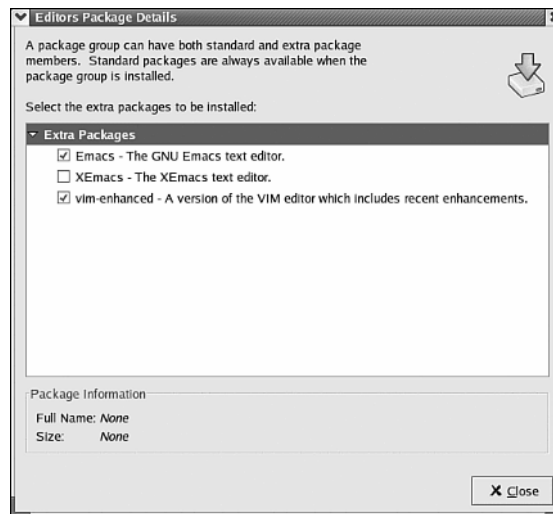 Editors Package Details
A package group can have both standard and extra package
members. Standard packages are always available when the
package group is installed.
Select the extra packages to be installed:
Extra Packages
Emacs - The GNU Emacs text editor.
XEmacs - The XEmacs text editor.
vim-enhanced - A version of the VIM editor which includes recent enhancements.
Package Information
Full Name: None
Size: None
Close